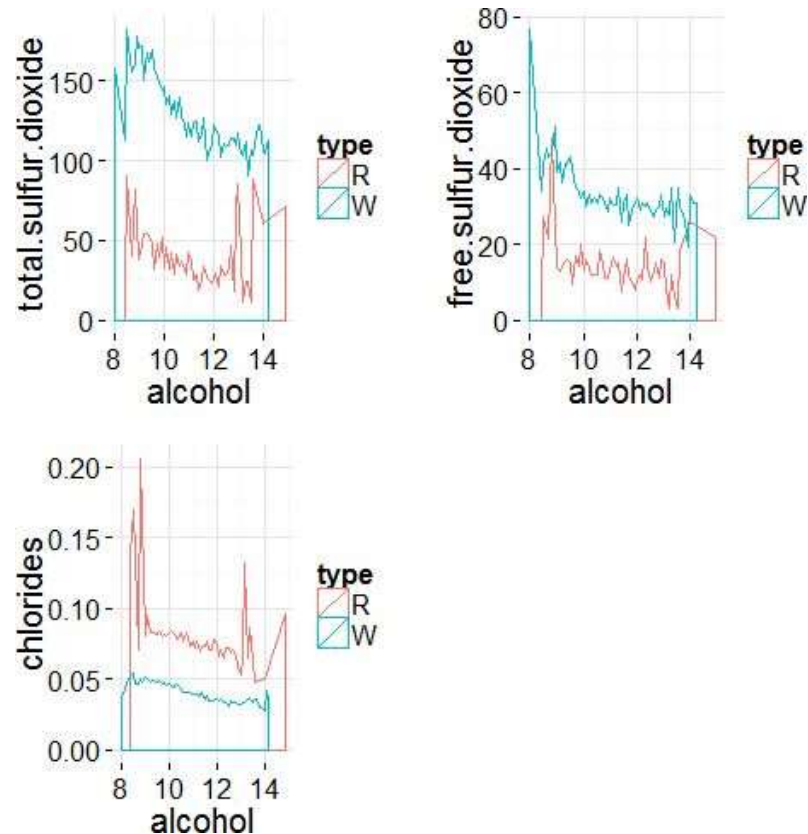 total.sulfur.dioxide
150
100
50
0
8 10 12 14
alcohol
type
R
W
free.sulfur.dioxide
80
60
40
20
0
8 10 12 14
alcohol
type
R
W
chlorides
0.20
0.15
0.10
0.05
0.00
8 10 12 14
alcohol
type
R
W